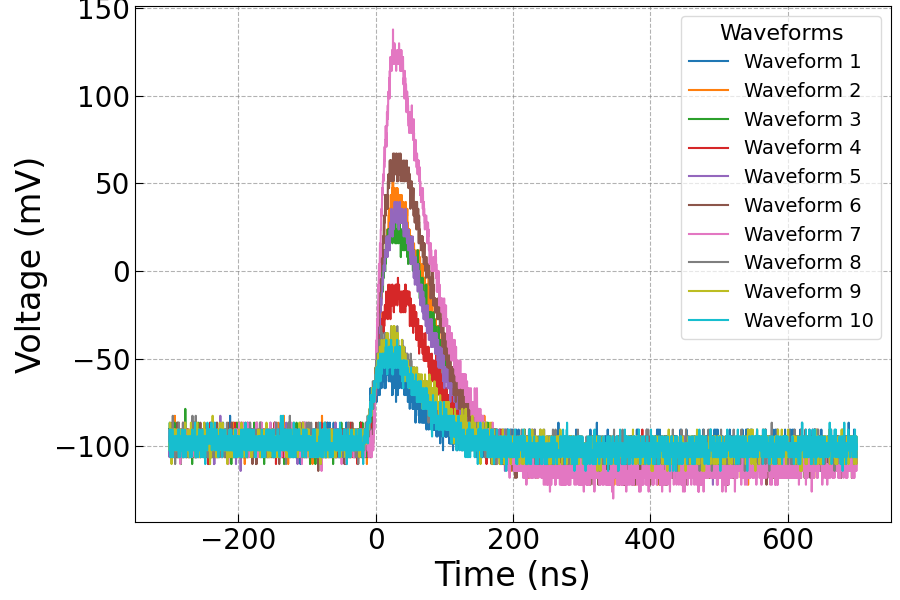 150
100
50
0
−50
−100
Voltage (mV)
−200
0
200
400
600
Time (ns)
Waveforms
Waveform 1
Waveform 2
Waveform 3
Waveform 4
Waveform 5
Waveform 6
Waveform 7
Waveform 8
Waveform 9
Waveform 10